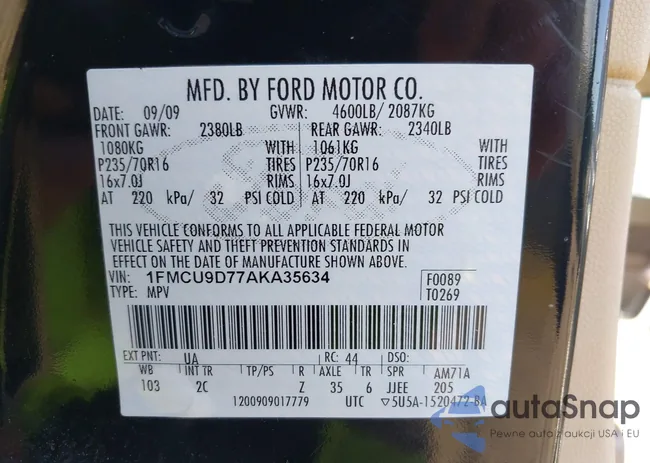 MFD. BY FORD MOTOR CO.
DATE: 09/09 GVWR: 4600LB/ 2087KG
FRONT GAWR: 2380LB REAR GAWR: 2340LB
1080KG WITH 1061KG WITH
P235/70R16 TIRES P235/70R16 TIRES
16x7.0J RIMS 16x7.0J RIMS
AT 220 kPa/ 32 PSI COLD AT 220 kPa/ 32 PSI COLD
THIS VEHICLE CONFORMS TO ALL APPLICABLE FEDERAL MOTOR
VEHICLE SAFETY AND THEFT PREVENTION STANDARDS IN
EFFECT ON THE DATE OF MANUFACTURE SHOWN ABOVE.
VIN: 1FMCU9D77AKA35634 F0089
TYPE: MPV T0269
EXT PNT: UA RC: 44 DSO:
WB INT TR TP/PS R AXLE TR SPR AM71A
103 2C Z 35 6 JJEE 205
1200909017779 UTC ▽5U5A-1520472-BA
autoSnap
Pewne auto z aukcji USA i EU